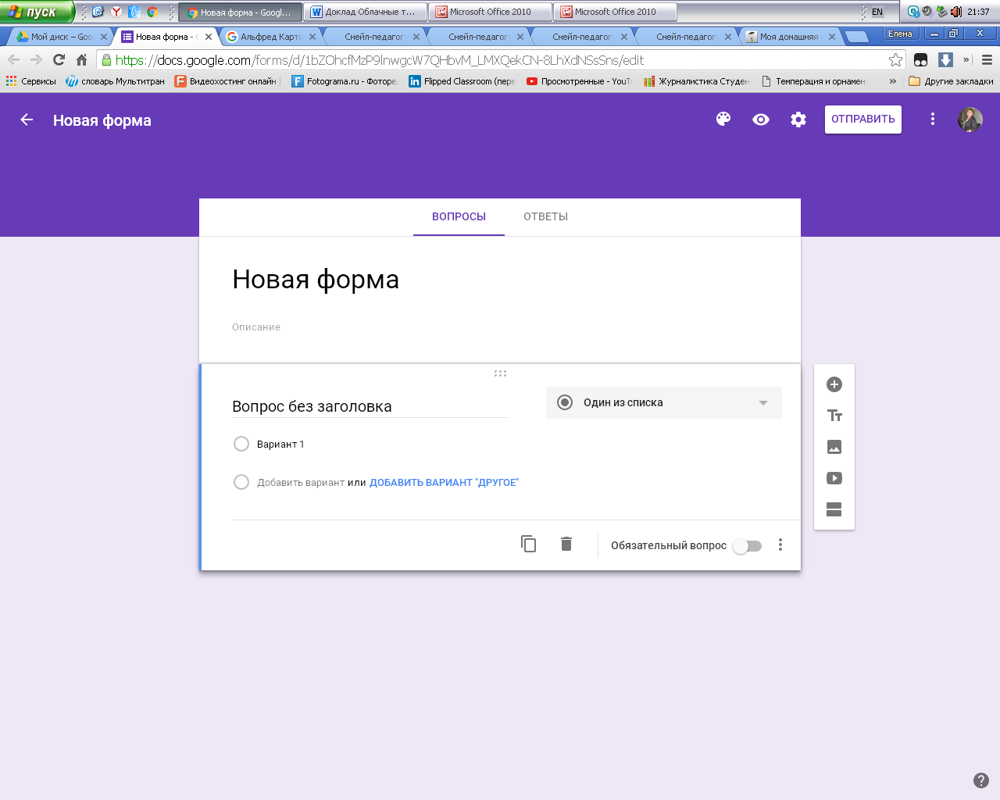 пуск
Новая форма - Googl...
Доклад Облачные т...
Microsoft Office 2010
Microsoft Office 2010
EN
21:37
Мой диск – Goo
Новая форма -
Альфред Карто
Снейл-педагог
Снейл-педагог
Снейл-педагог
Снейл-педагог
Моя домашняя
Елена
https://docs.google.com/forms/d/1bZOhcfMzP9lnwgcW7QHbvM_LMXQekCN-8LhXdNSsSns/edit
Сервисы
словарь Мультитран
Видеохостинг онлайн
Fotograma.ru - Фоторе
Flipped Classroom (пере
Просмотренные - YouTu
Журналистика Студен
Темперация и орнамент
»
Другие закладки
Новая форма
ОТПРАВИТЬ
ВОПРОСЫ
ОТВЕТЫ
Новая форма
Описание
Вопрос без заголовка
Один из списка
Вариант 1
Добавить вариант или ДОБАВИТЬ ВАРИАНТ "ДРУГОЕ"
Обязательный вопрос